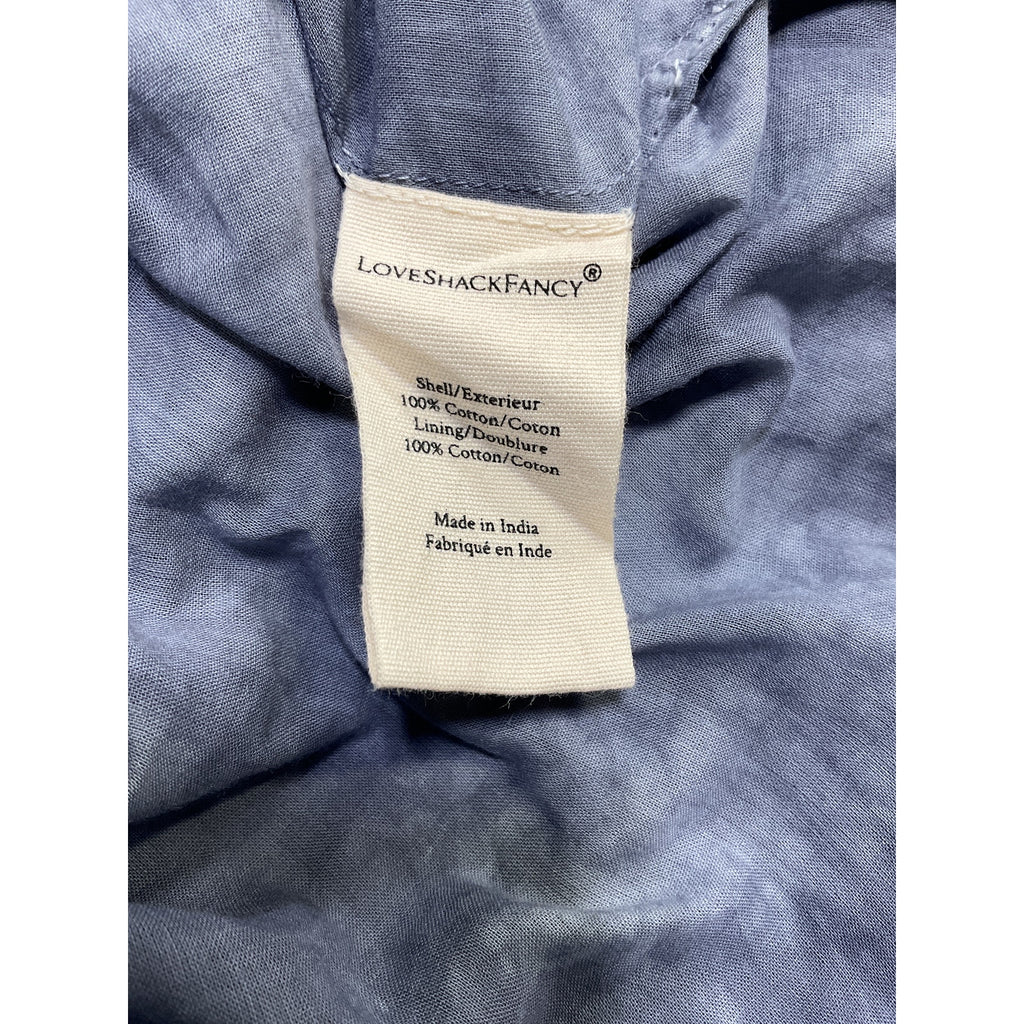 LOVESHACKFANCY®
Shell/Exterieur
100% Cotton/Coton
Lining/Doublure
100% Cotton/Coton
Made in India
Fabriqué en Inde